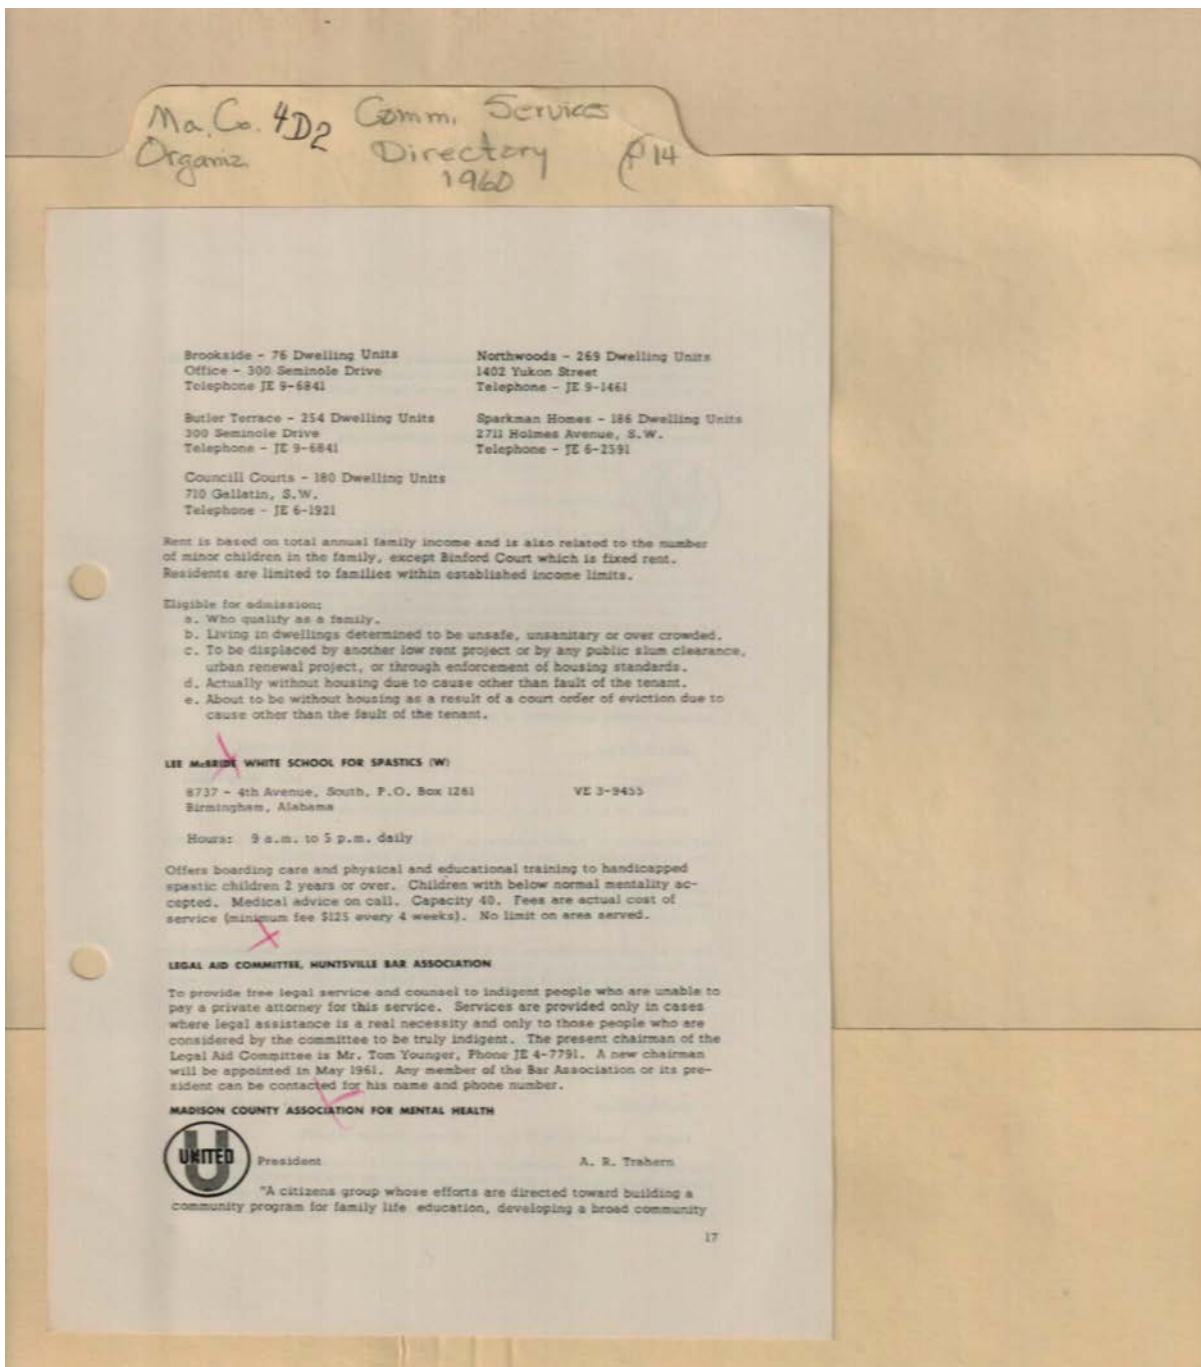 Ma. Co. 4D2 Comm. Services
Organiz. Directory (P 14
1960
Brookside - 76 Dwelling Units
Office - 300 Seminole Drive
Telephone JE 9-6841
Northwoods - 269 Dwelling Units
1402 Yukon Street
Telephone - JE 9-1461
Butler Terrace - 254 Dwelling Units
300 Seminole Drive
Telephone - JE 9-6841
Sparkman Homes - 186 Dwelling Units
2711 Holmes Avenue, S.W.
Telephone - JE 6-2591
Councill Courts - 180 Dwelling Units
710 Gallatin, S.W.
Telephone - JE 6-1921
Rent is based on total annual family income and is also related to the number
of minor children in the family, except Binford Court which is fixed rent.
Residents are limited to families within established income limits.
Eligible for admission:
a. Who qualify as a family.
b. Living in dwellings determined to be unsafe, unsanitary or over crowded.
c. To be displaced by another low rent project or by any public slum clearance,
urban renewal project, or through enforcement of housing standards.
d. Actually without housing due to cause other than fault of the tenant.
e. About to be without housing as a result of a court order of eviction due to
cause other than the fault of the tenant.
LEE McBRIDE WHITE SCHOOL FOR SPASTICS (W)
8737 - 4th Avenue, South, P.O. Box 1261 VE 3-9455
Birmingham, Alabama
Hours: 9 a.m. to 5 p.m. daily
Offers boarding care and physical and educational training to handicapped
spastic children 2 years or over. Children with below normal mentality ac-
cepted. Medical advice on call. Capacity 40. Fees are actual cost of
service (minimum fee $125 every 4 weeks). No limit on area served.
LEGAL AID COMMITTEE, HUNTSVILLE BAR ASSOCIATION
To provide free legal service and counsel to indigent people who are unable to
pay a private attorney for this service. Services are provided only in cases
where legal assistance is a real necessity and only to those people who are
considered by the committee to be truly indigent. The present chairman of the
Legal Aid Committee is Mr. Tom Younger, Phone JE 4-7791. A new chairman
will be appointed in May 1961. Any member of the Bar Association or its pre-
sident can be contacted for his name and phone number.
MADISON COUNTY ASSOCIATION FOR MENTAL HEALTH
UNITED
President A. R. Trahern
"A citizens group whose efforts are directed toward building a
community program for family life education, developing a broad community
17